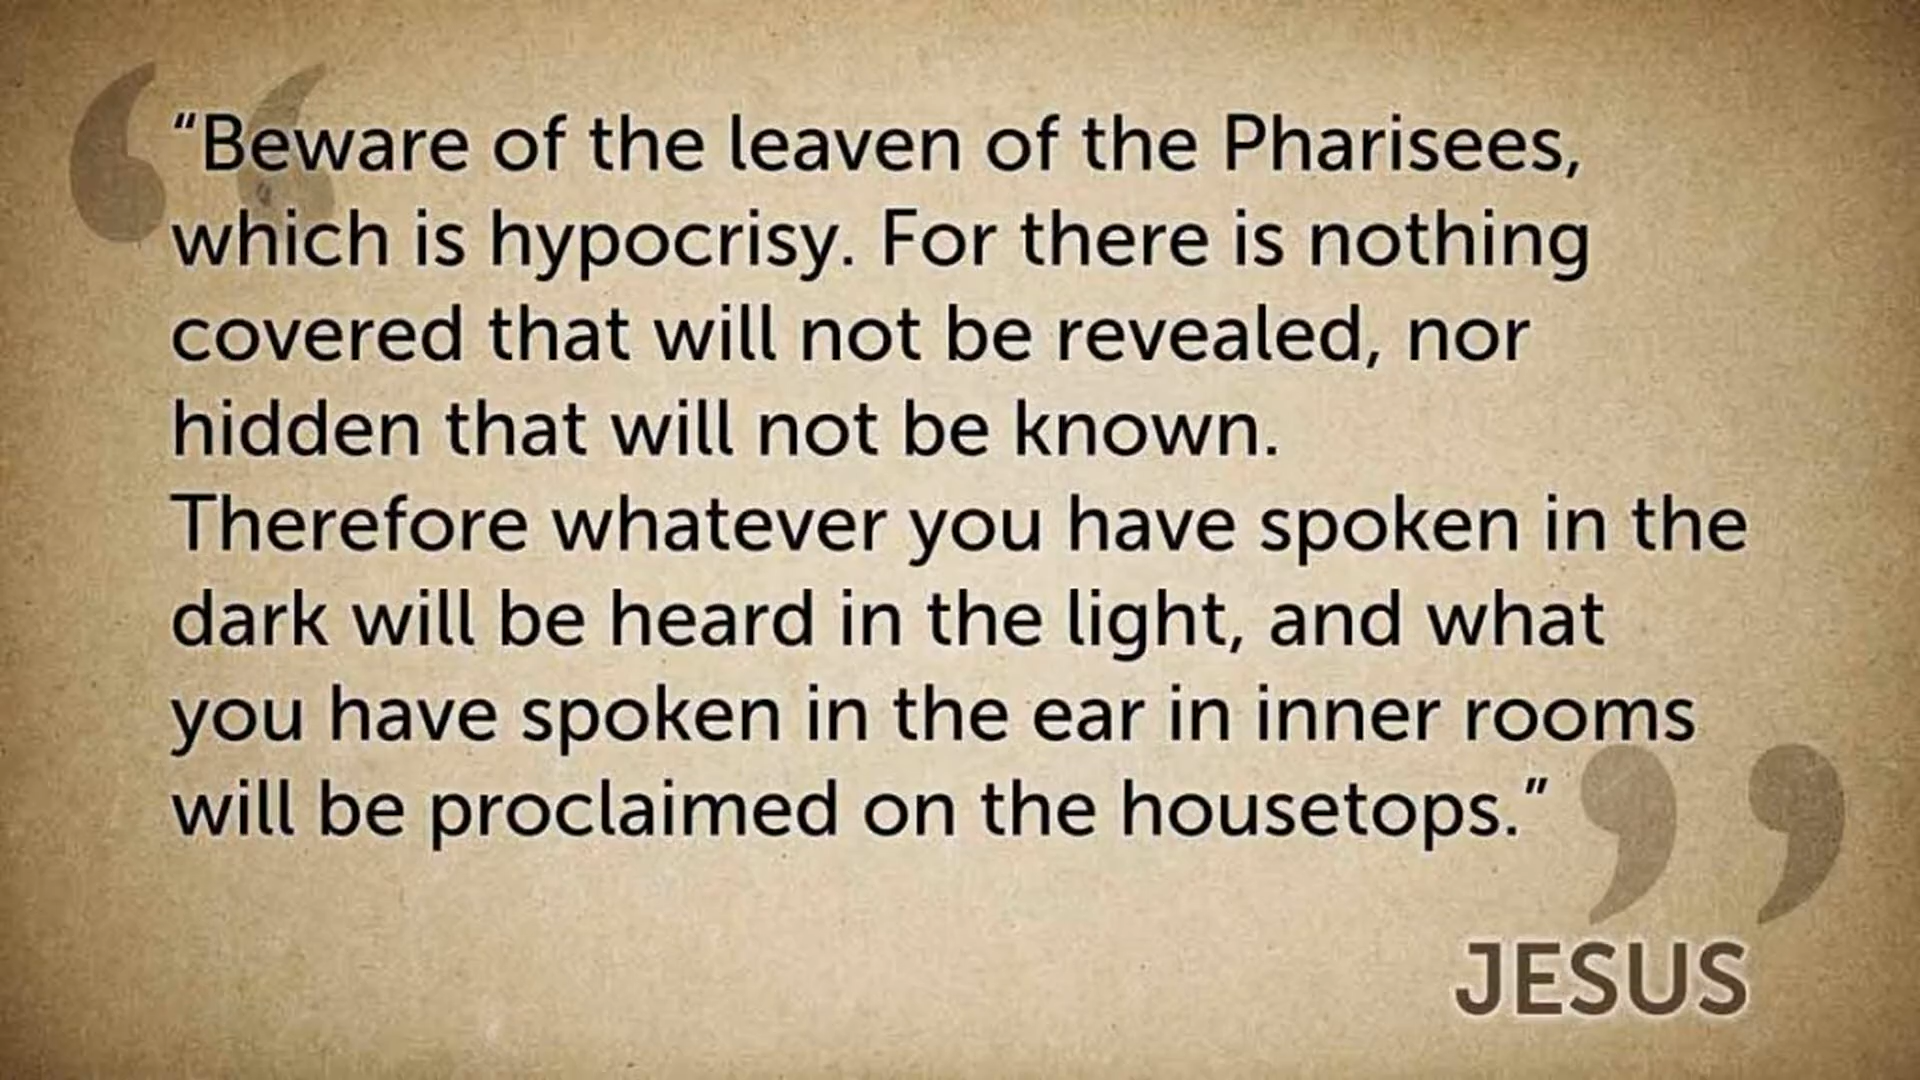 “Beware of the leaven of the Pharisees,
which is hypocrisy. For there is nothing
covered that will not be revealed, nor
hidden that will not be known.
Therefore whatever you have spoken in the
dark will be heard in the light, and what
you have spoken in the ear in inner rooms
will be proclaimed on the housetops.”
JESUS